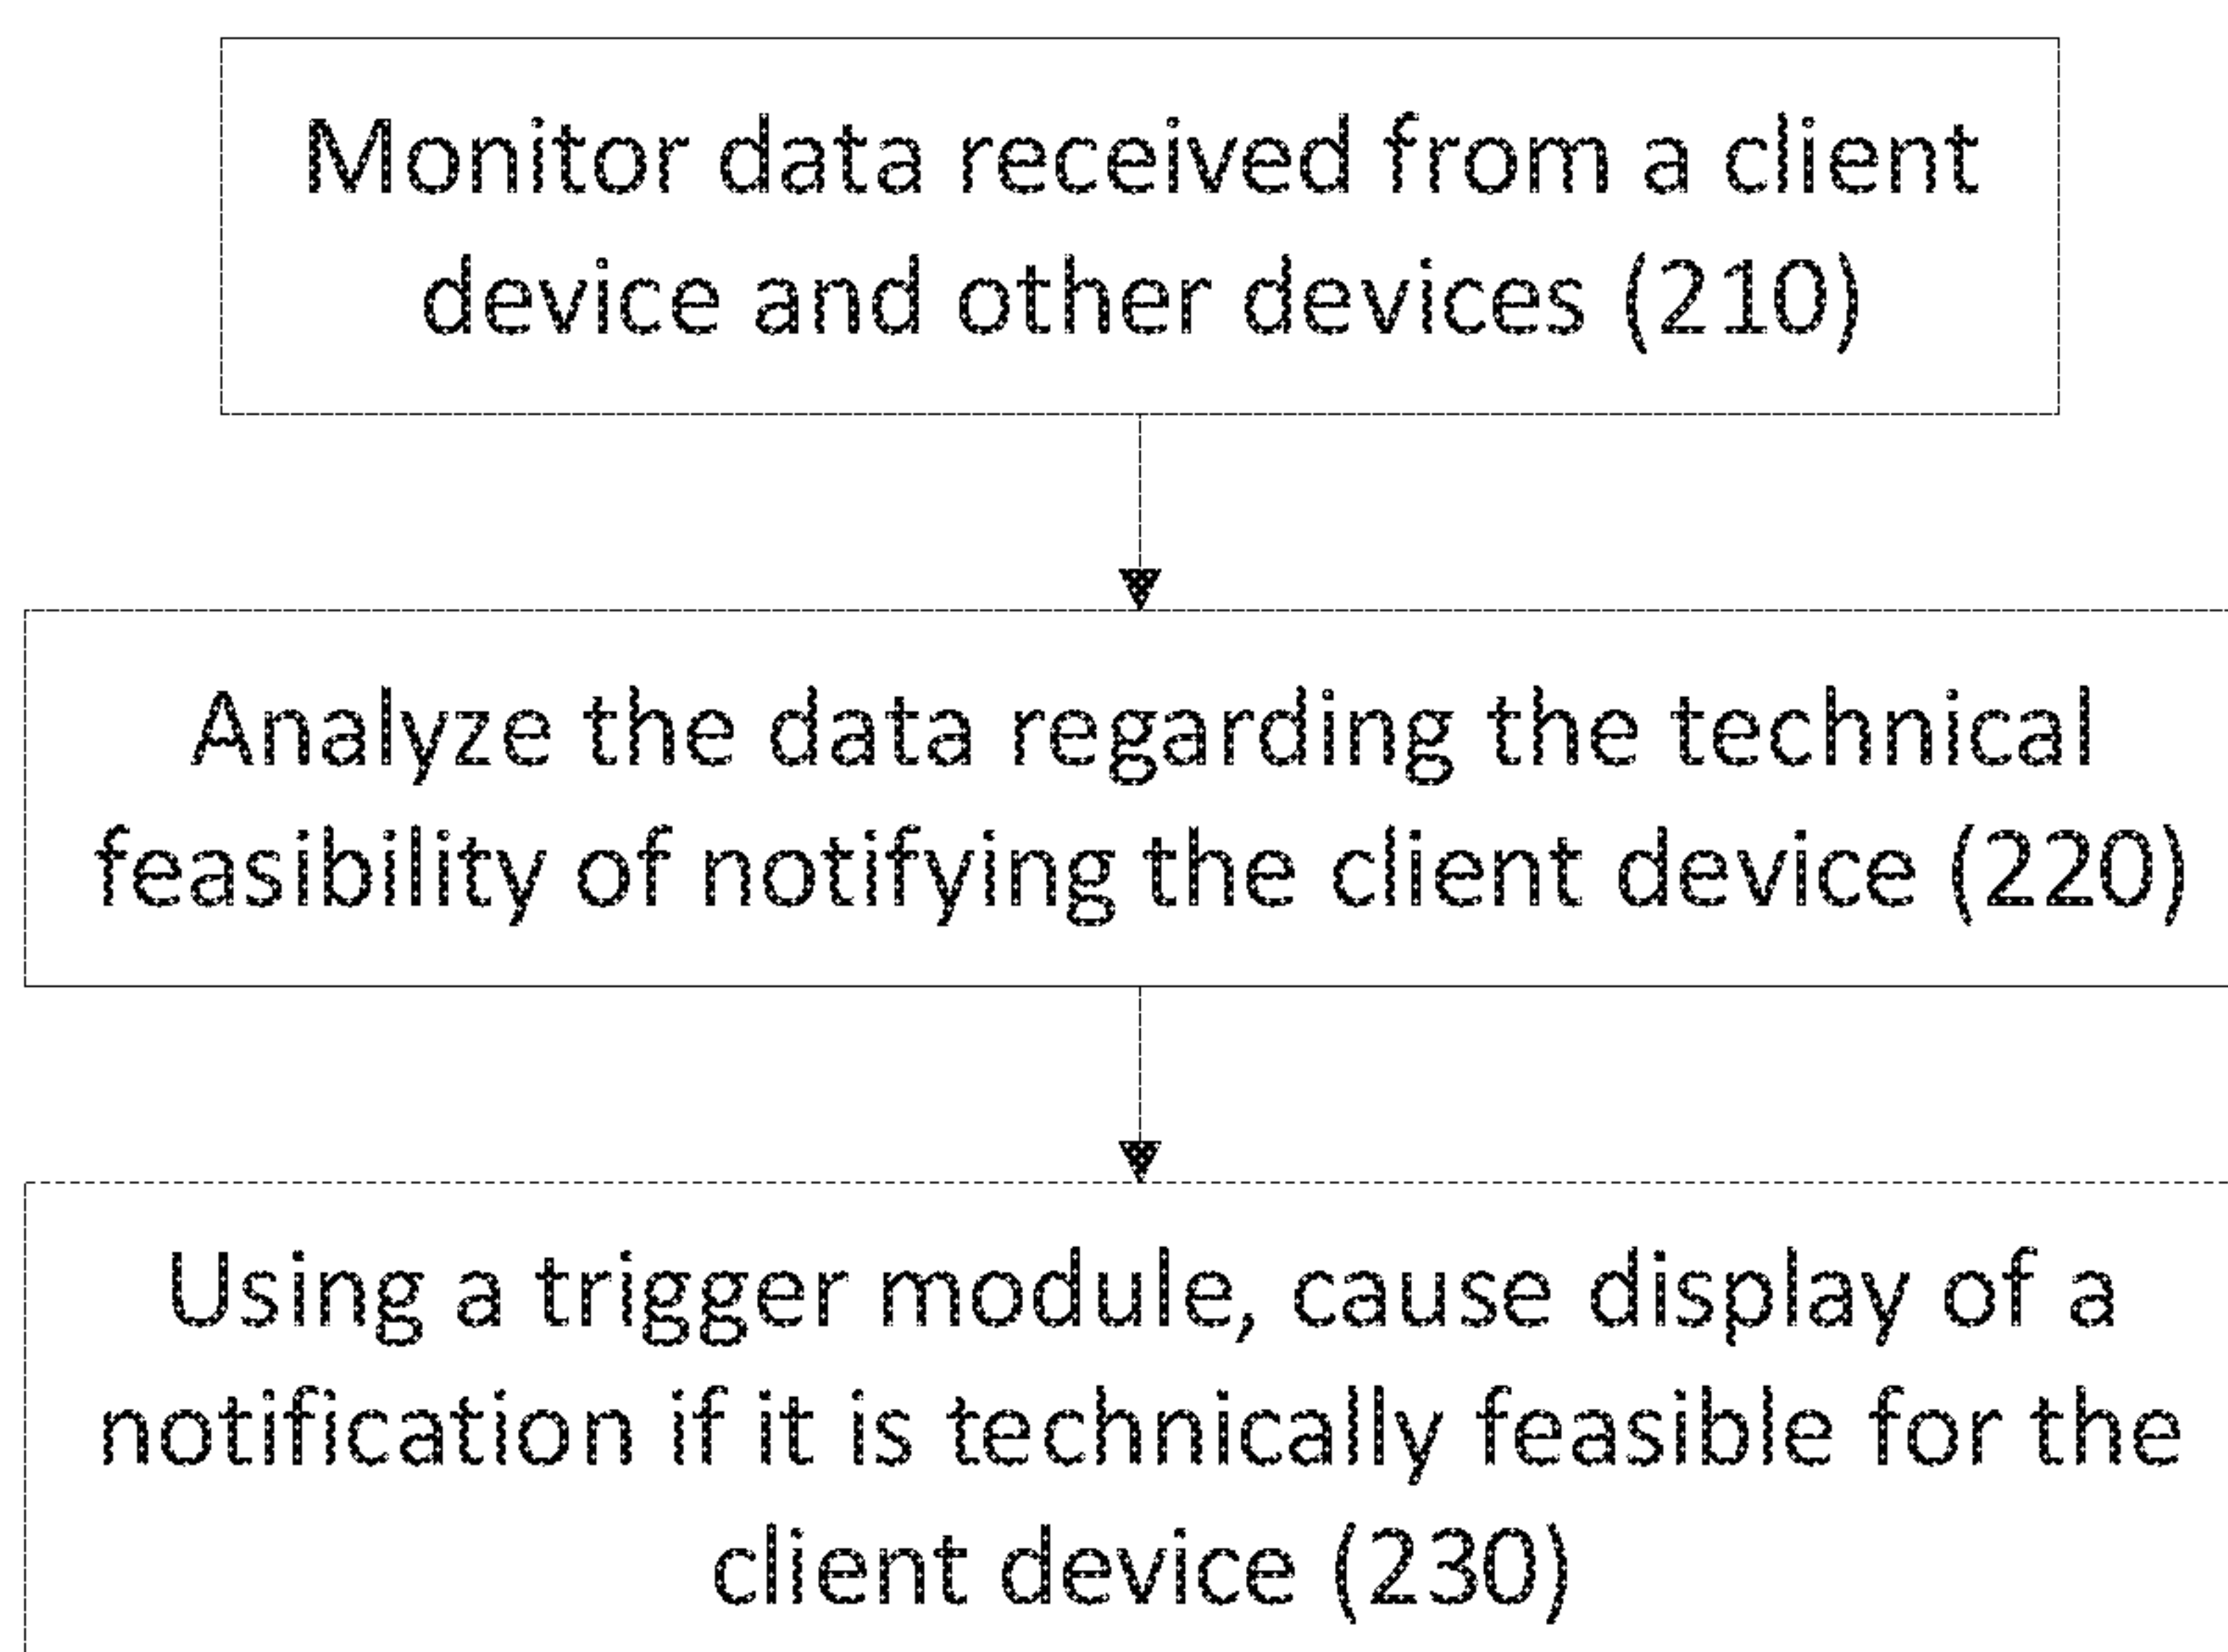 Monitor data received from a client
device and other devices (210)
Analyze the data regarding the technical
feasibility of notifying the client device (220)
Using a trigger module, cause display of a
notification if it is technically feasible for the
client device (230)